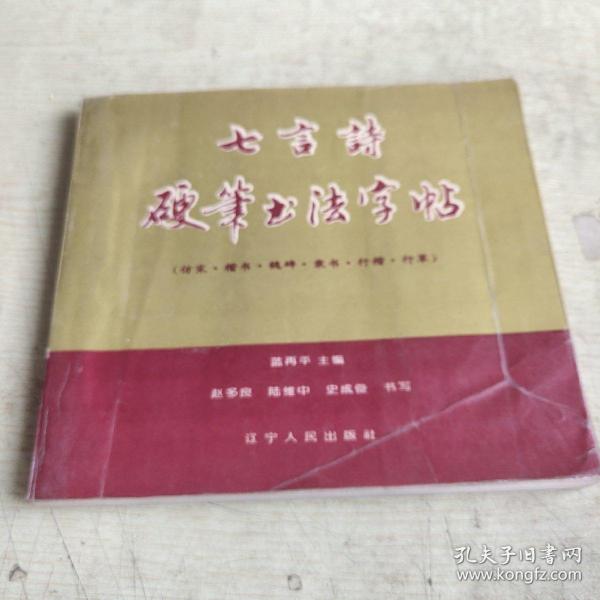 七言詩
硬筆书法字帖
（仿宋·楷书·魏碑·隶书·行楷·行草）
蓝再平 主编
赵多良 陆维中 史成俊 书写
辽宁人民出版社
孔夫子旧书网
www.kongfz.com